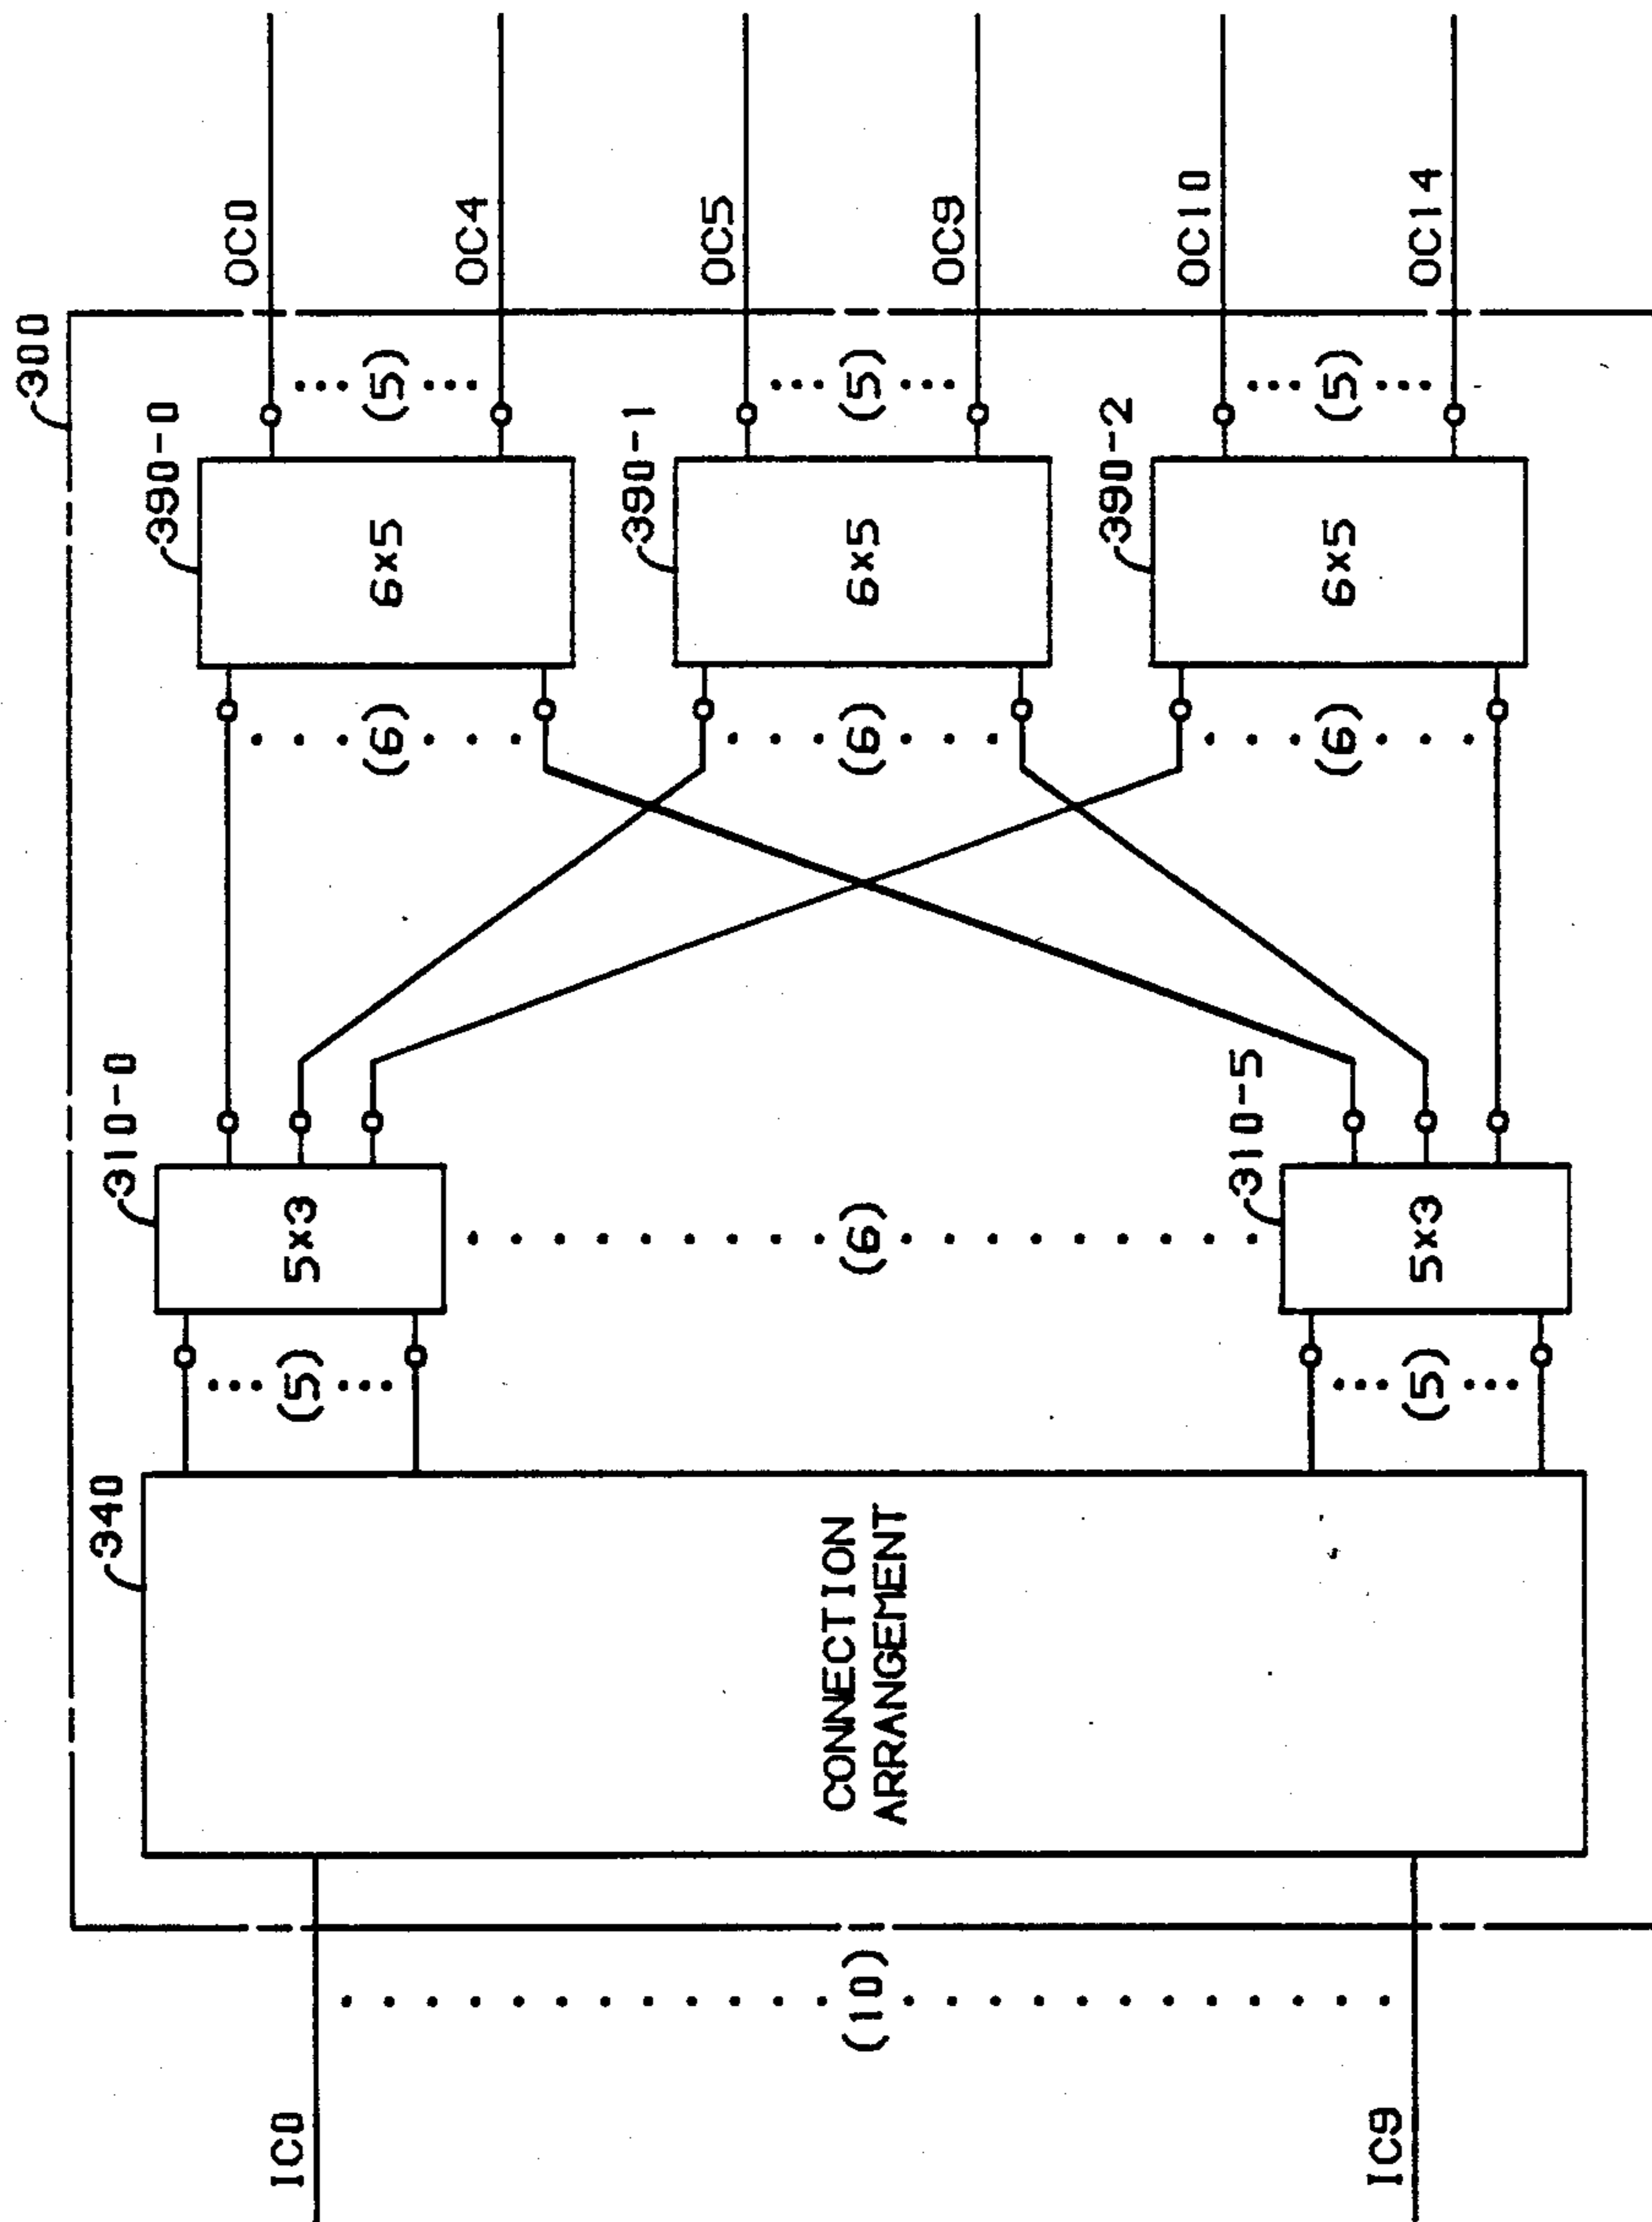 300
340
310-0
390-0
IC0
(5)
5×3
(6)
6×5
(5)
OC0
OC4
390-1
(10)
CONNECTION
ARRANGEMENT
(6)
(6)
6×5
(5)
OC5
OC9
310-5
390-2
IC9
(5)
5×3
(6)
6×5
(5)
OC10
OC14